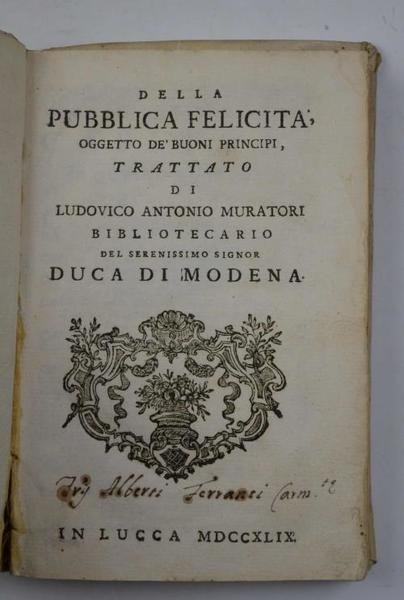 DELLA
PUBBLICA FELICITA',
OGGETTO DE' BUONI PRINCIPI,
TRATTATO
DI
LUDOVICO ANTONIO MURATORI
BIBLIOTECARIO
DEL SERENISSIMO SIGNOR
DUCA DI MODENA.
Alberti Ferranti Carm.
IN LUCCA MDCCXLIX.